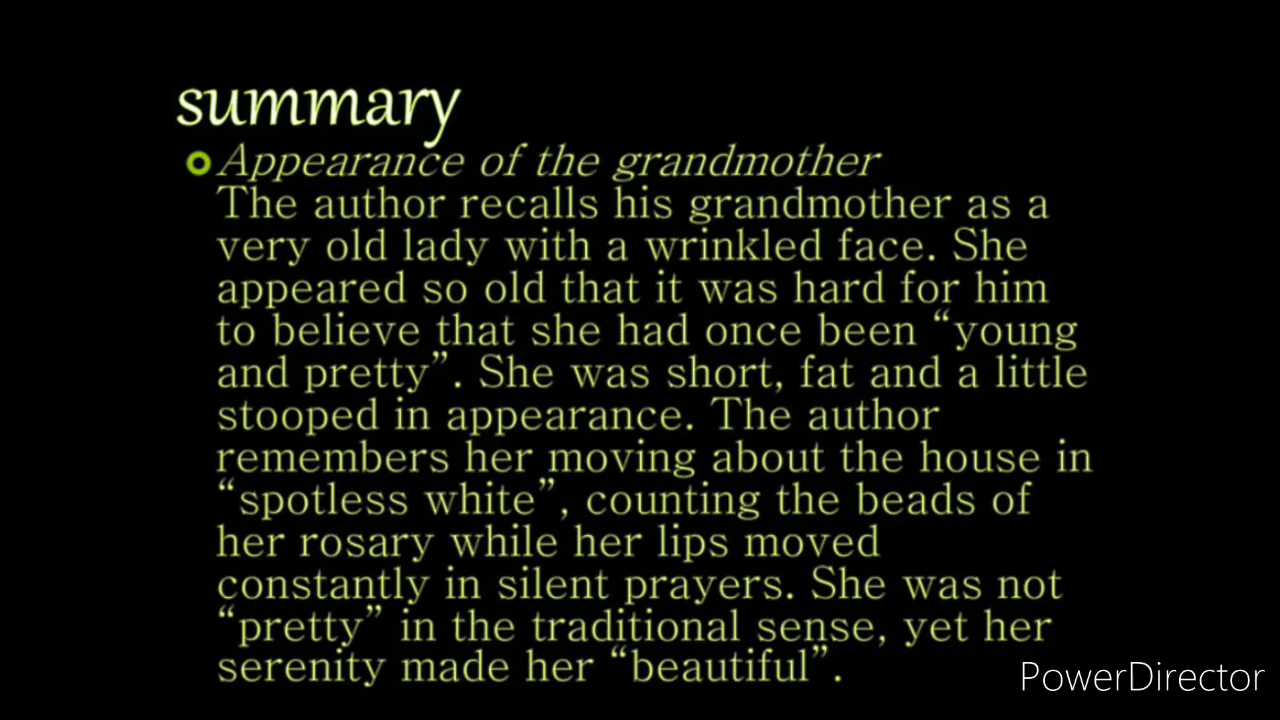 summary
Appearance of the grandmother
The author recalls his grandmother as a
very old lady with a wrinkled face. She
appeared so old that it was hard for him
to believe that she had once been “young
and pretty”. She was short, fat and a little
stooped in appearance. The author
remembers her moving about the house in
“spotless white”, counting the beads of
her rosary while her lips moved
constantly in silent prayers. She was not
“pretty” in the traditional sense, yet her
serenity made her “beautiful”.
PowerDirector